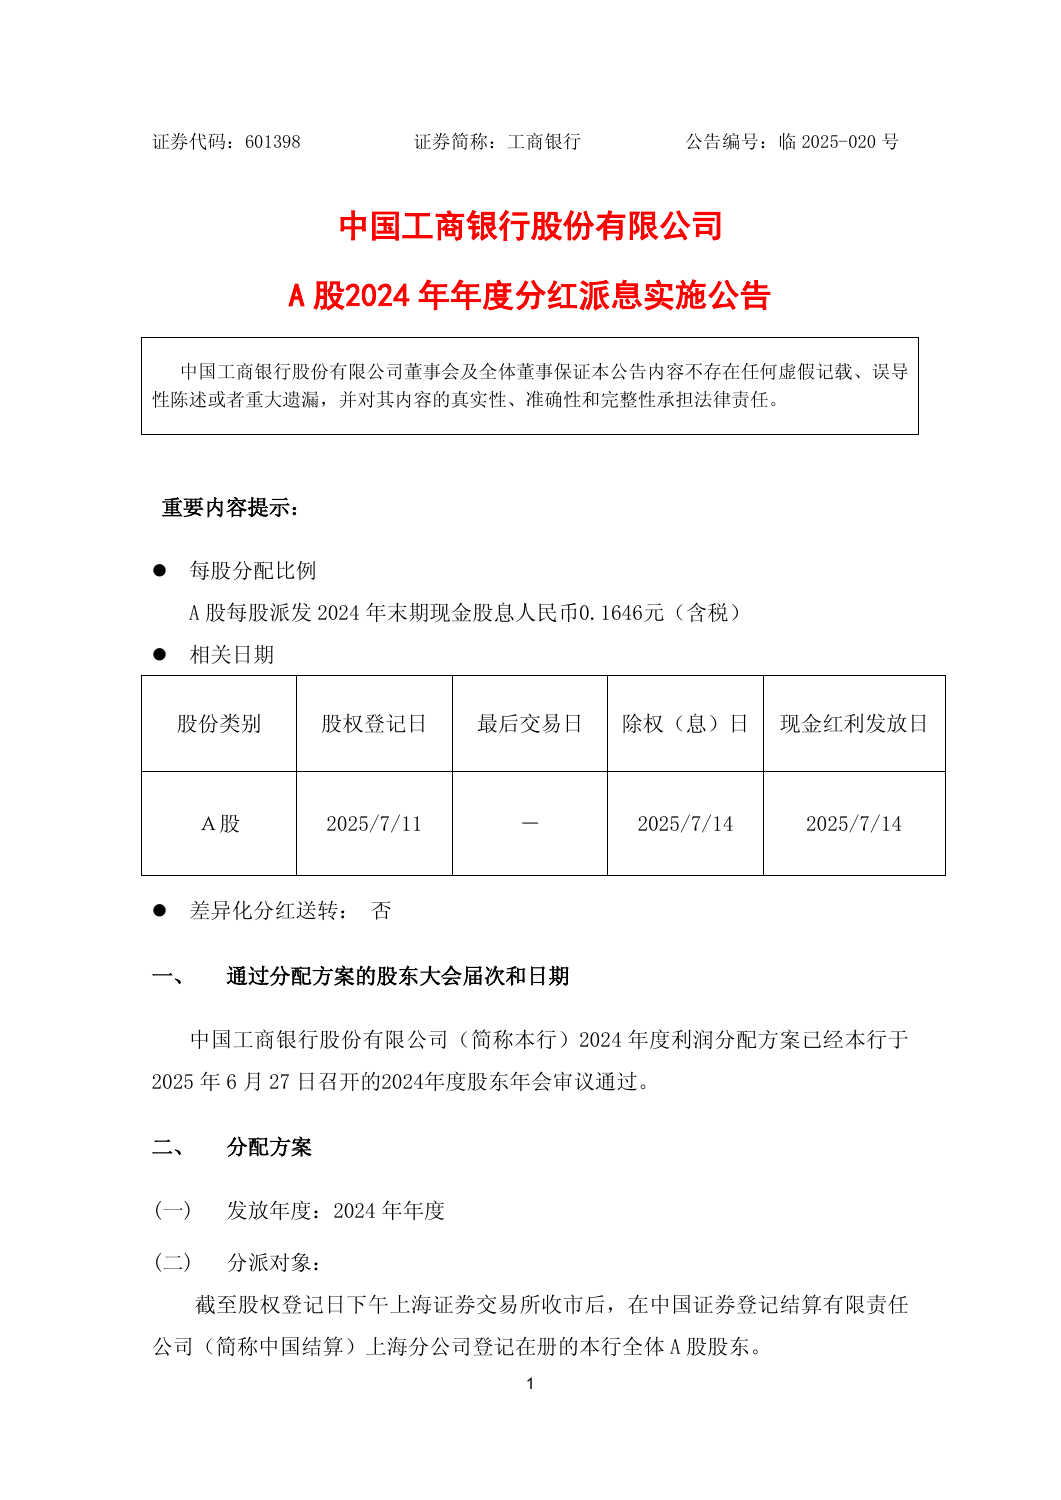 证券代码：601398 证券简称：工商银行 公告编号：临 2025-020 号
中国工商银行股份有限公司
A 股2024 年年度分红派息实施公告
中国工商银行股份有限公司董事会及全体董事保证本公告内容不存在任何虚假记载、误导
性陈述或者重大遗漏，并对其内容的真实性、准确性和完整性承担法律责任。
重要内容提示：
● 每股分配比例
A 股每股派发 2024 年末期现金股息人民币0.1646元（含税）
● 相关日期
股份类别 股权登记日 最后交易日 除权（息）日 现金红利发放日
A股 2025/7/11 － 2025/7/14 2025/7/14
● 差异化分红送转： 否
一、 通过分配方案的股东大会届次和日期
中国工商银行股份有限公司（简称本行）2024 年度利润分配方案已经本行于
2025 年 6 月 27 日召开的2024年度股东年会审议通过。
二、 分配方案
(一) 发放年度：2024 年年度
(二) 分派对象：
截至股权登记日下午上海证券交易所收市后，在中国证券登记结算有限责任
公司（简称中国结算）上海分公司登记在册的本行全体 A 股股东。
1